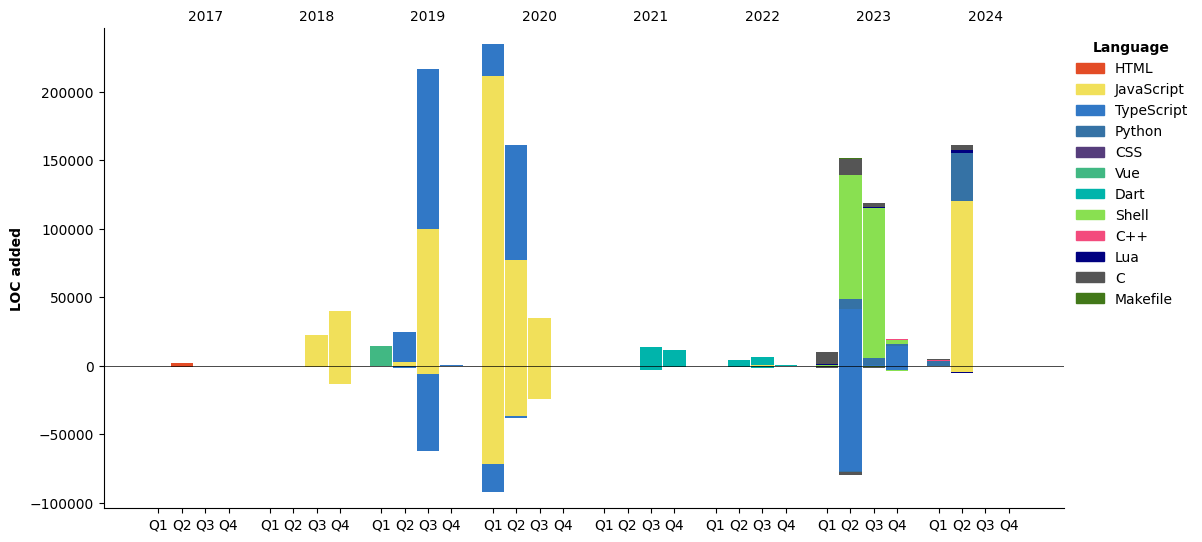 2017 2018 2019 2020 2021 2022 2023 2024
LOC added
200000
150000
100000
50000
0
−50000
−100000
Q1 Q2 Q3 Q4 Q1 Q2 Q3 Q4 Q1 Q2 Q3 Q4 Q1 Q2 Q3 Q4 Q1 Q2 Q3 Q4 Q1 Q2 Q3 Q4 Q1 Q2 Q3 Q4 Q1 Q2 Q3 Q4
Language
HTML
JavaScript
TypeScript
Python
CSS
Vue
Dart
Shell
C++
Lua
C
Makefile